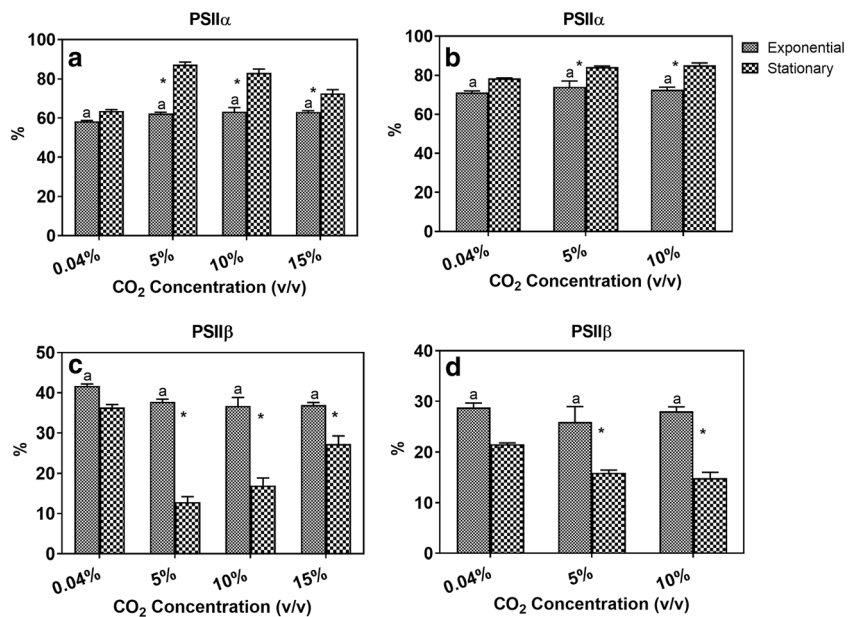 PSIIα
a
100
80
60
40
20
0
%
a
a
a
a
*
*
*
0.04%
5%
10%
15%
CO₂ Concentration (v/v)
PSIIα
b
100
80
60
40
20
0
%
a
a
a
*
*
0.04%
5%
10%
CO₂ Concentration (v/v)
Exponential
Stationary
PSIIβ
c
50
40
30
20
10
0
%
a
a
a
a
*
*
*
0.04%
5%
10%
15%
CO₂ Concentration (v/v)
PSIIβ
d
40
30
20
10
0
%
a
a
a
*
*
0.04%
5%
10%
CO₂ Concentration (v/v)